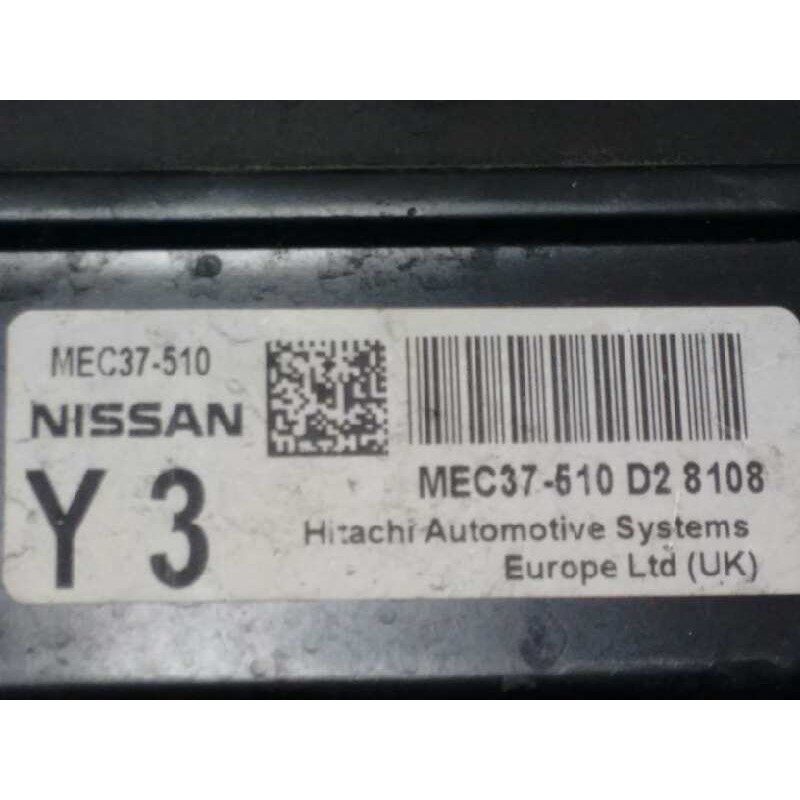 MEC37-510
NISSAN
Y 3
MEC37-510 D2 8108
Hitachi Automotive Systems
Europe Ltd (UK)